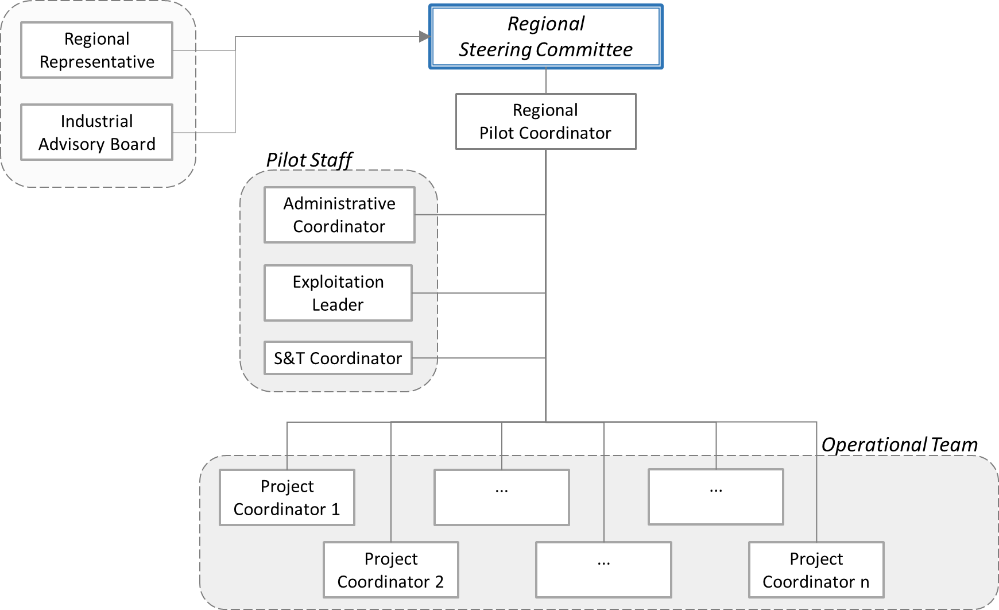 Regional
Representative
Industrial
Advisory Board
Regional
Steering Committee
Regional
Pilot Coordinator
Pilot Staff
Administrative
Coordinator
Exploitation
Leader
S&T Coordinator
Operational Team
Project
Coordinator 1
...
...
Project
Coordinator 2
...
Project
Coordinator n